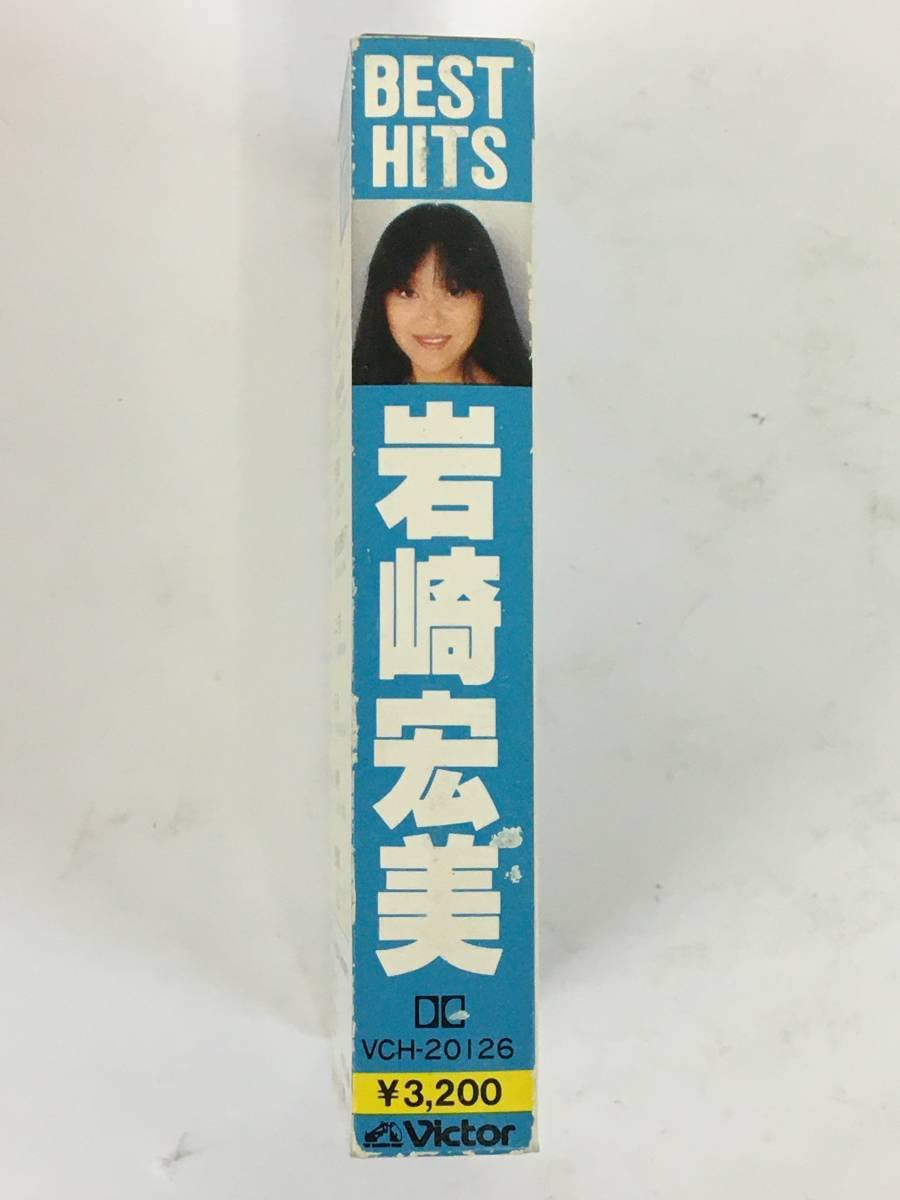 BEST
HITS
岩崎宏美
VCH-20126
¥3,200
Victor